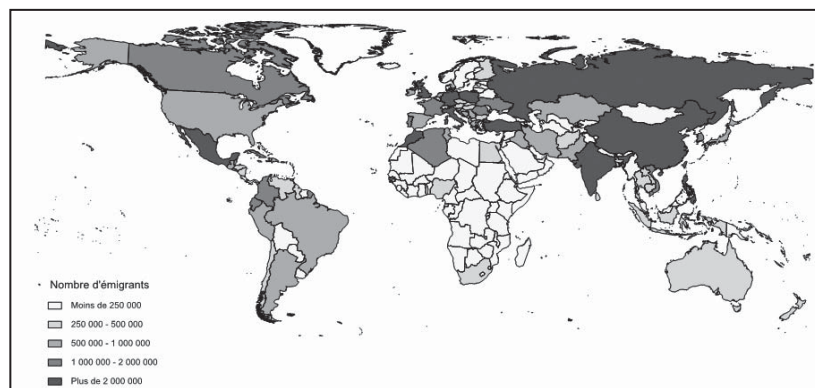 Nombre d'émigrants
Moins de 250 000
250 000 - 500 000
500 000 - 1 000 000
1 000 000 - 2 000 000
Plus de 2 000 000